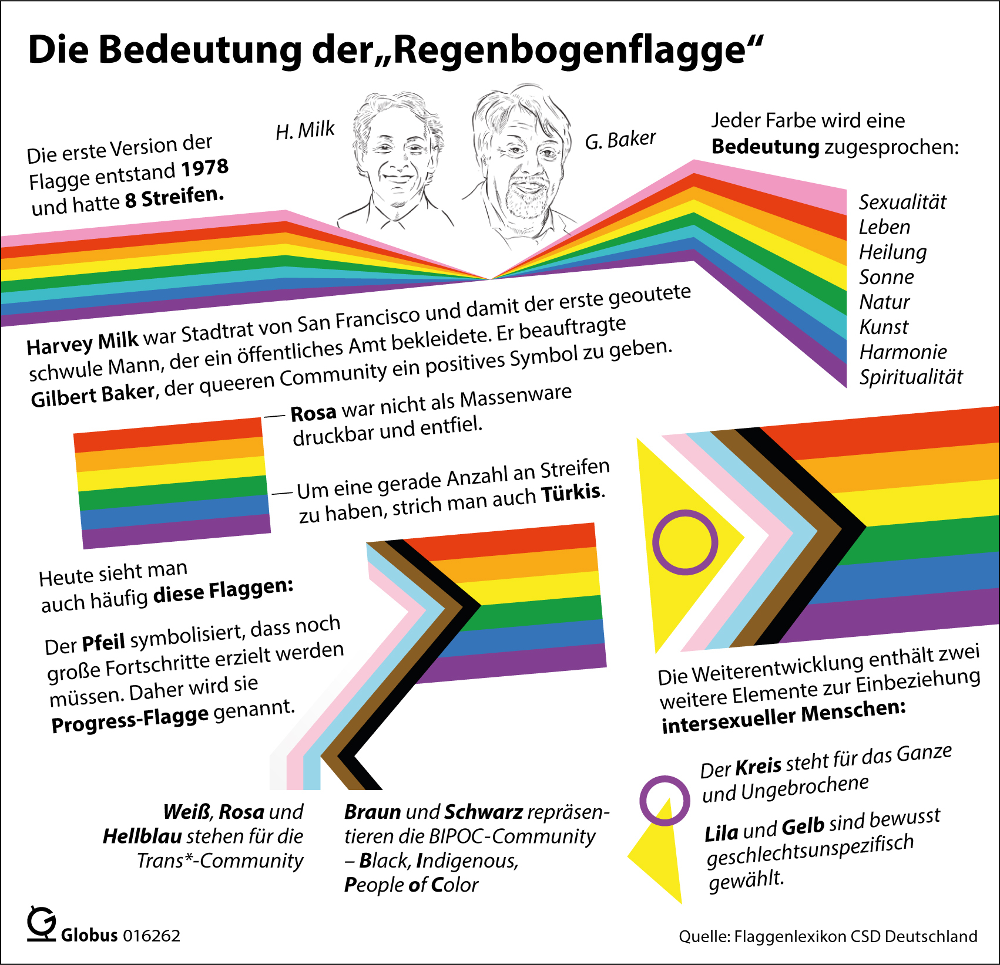 Die Bedeutung der„Regenbogenflagge“
Die erste Version der
Flagge entstand 1978
und hatte 8 Streifen.
H. Milk
G. Baker
Jeder Farbe wird eine
Bedeutung zugesprochen:
Sexualität
Leben
Heilung
Sonne
Natur
Kunst
Harmonie
Spiritualität
Harvey Milk war Stadtrat von San Francisco und damit der erste geoutete
schwule Mann, der ein öffentliches Amt bekleidete. Er beauftragte
Gilbert Baker, der queeren Community ein positives Symbol zu geben.
Rosa war nicht als Massenware
druckbar und entfiel.
Um eine gerade Anzahl an Streifen
zu haben, strich man auch Türkis.
Heute sieht man
auch häufig diese Flaggen:
Der Pfeil symbolisiert, dass noch
große Fortschritte erzielt werden
müssen. Daher wird sie
Progress-Flagge genannt.
Weiß, Rosa und
Hellblau stehen für die
Trans*-Community
Braun und Schwarz repräsen-
tieren die BIPOC-Community
– Black, Indigenous,
People of Color
Die Weiterentwicklung enthält zwei
weitere Elemente zur Einbeziehung
intersexueller Menschen:
Der Kreis steht für das Ganze
und Ungebrochene
Lila und Gelb sind bewusst
geschlechtsunspezifisch
gewählt.
Globus 016262
Quelle: Flaggenlexikon CSD Deutschland